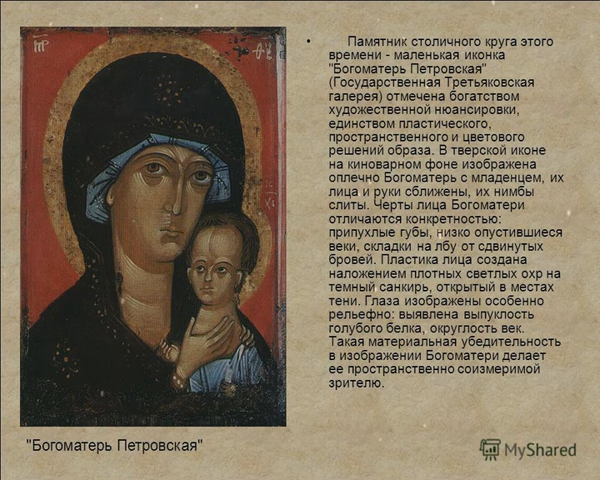 • Памятник столичного круга этого
времени - маленькая иконка
"Богоматерь Петровская"
(Государственная Третьяковская
галерея) отмечена богатством
художественной нюансировки,
единством пластического,
пространственного и цветового
решений образа. В тверской иконе
на киноварном фоне изображена
оплечно Богоматерь с младенцем, их
лица и руки сближены, их нимбы
слиты. Черты лица Богоматери
отличаются конкретностью:
припухлые губы, низко опустившиеся
веки, складки на лбу от сдвинутых
бровей. Пластика лица создана
наложением плотных светлых охр на
темный санкирь, открытый в местах
тени. Глаза изображены особенно
рельефно: выявлена выпуклость
голубого белка, округлость век.
Такая материальная убедительность
в изображении Богоматери делает
ее пространственно соизмеримой
зрителю.
"Богоматерь Петровская"
MyShared